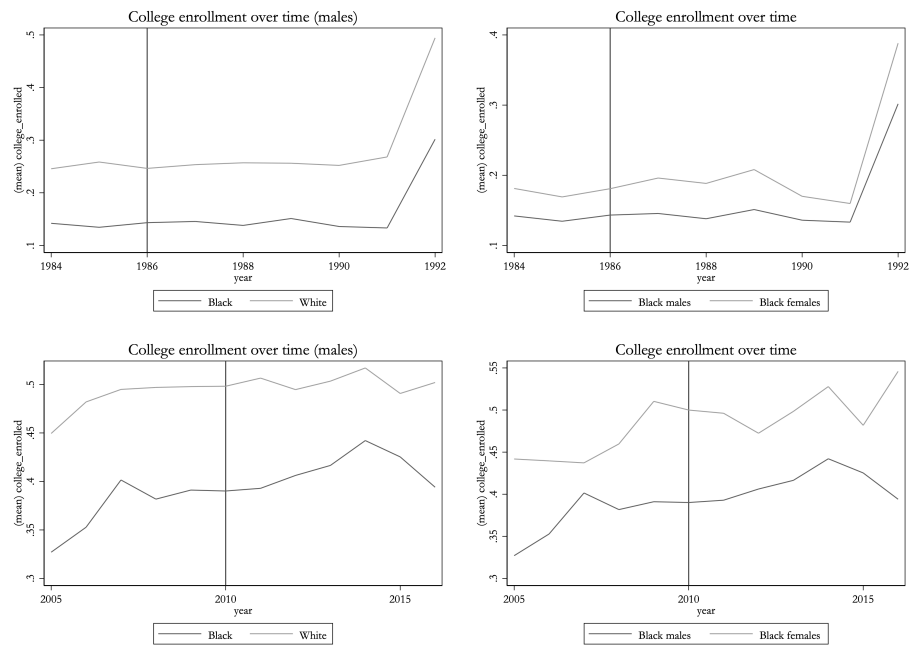 College enrollment over time (males)
(mean) college_enrolled
.5
.4
.3
.2
.1
1984 1986 1988 1990 1992
year
Black White
College enrollment over time
(mean) college_enrolled
.4
.3
.2
.1
1984 1986 1988 1990 1992
year
Black males Black females
College enrollment over time (males)
(mean) college_enrolled
.5
.45
.4
.35
.3
2005 2010 2015
year
Black White
College enrollment over time
(mean) college_enrolled
.55
.5
.45
.4
.35
.3
2005 2010 2015
year
Black males Black females